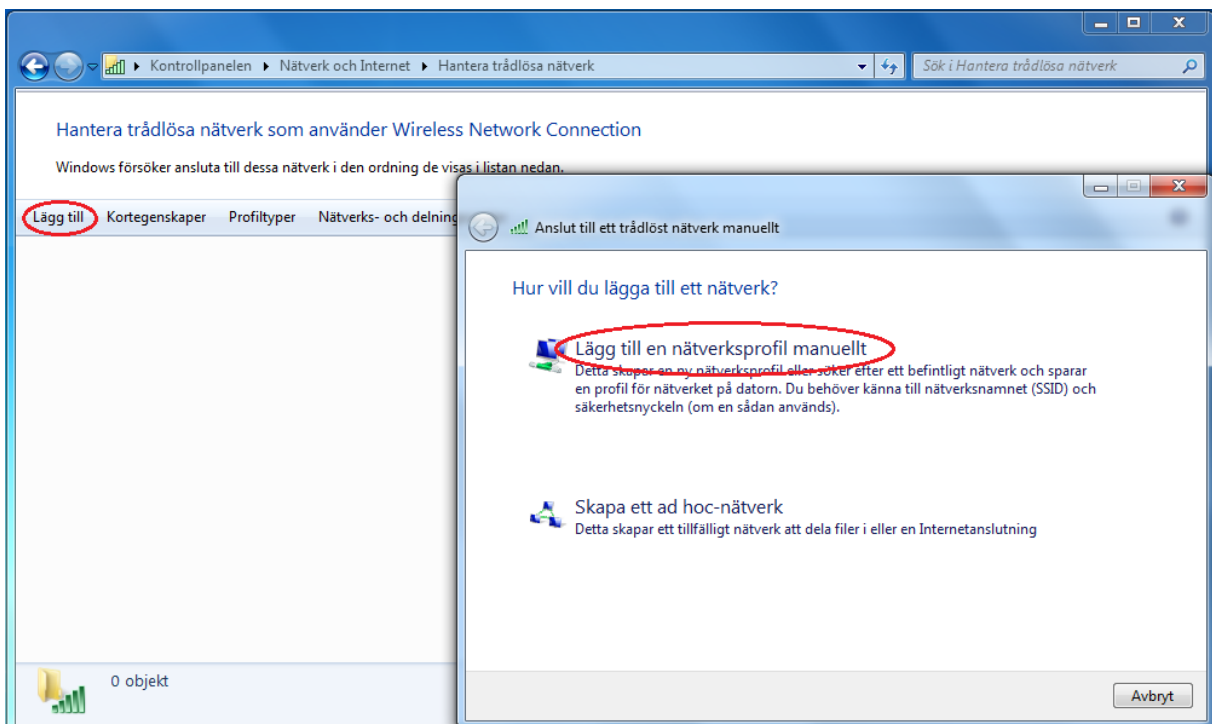 Kontrollpanelen ▸ Nätverk och Internet ▸ Hantera trådlösa nätverk
Sök i Hantera trådlösa nätverk
Hantera trådlösa nätverk som använder Wireless Network Connection
Windows försöker ansluta till dessa nätverk i den ordning de visas i listan nedan.
Lägg till Kortegenskaper Profiltyper Nätverks- och delning
Anslut till ett trådlöst nätverk manuellt
Hur vill du lägga till ett nätverk?
Lägg till en nätverksprofil manuellt
Detta skapar en ny nätverksprofil eller söker efter ett befintligt nätverk och sparar
en profil för nätverket på datorn. Du behöver känna till nätverksnamnet (SSID) och
säkerhetsnyckeln (om en sådan används).
Skapa ett ad hoc-nätverk
Detta skapar ett tillfälligt nätverk att dela filer i eller en Internetanslutning
0 objekt
Avbryt